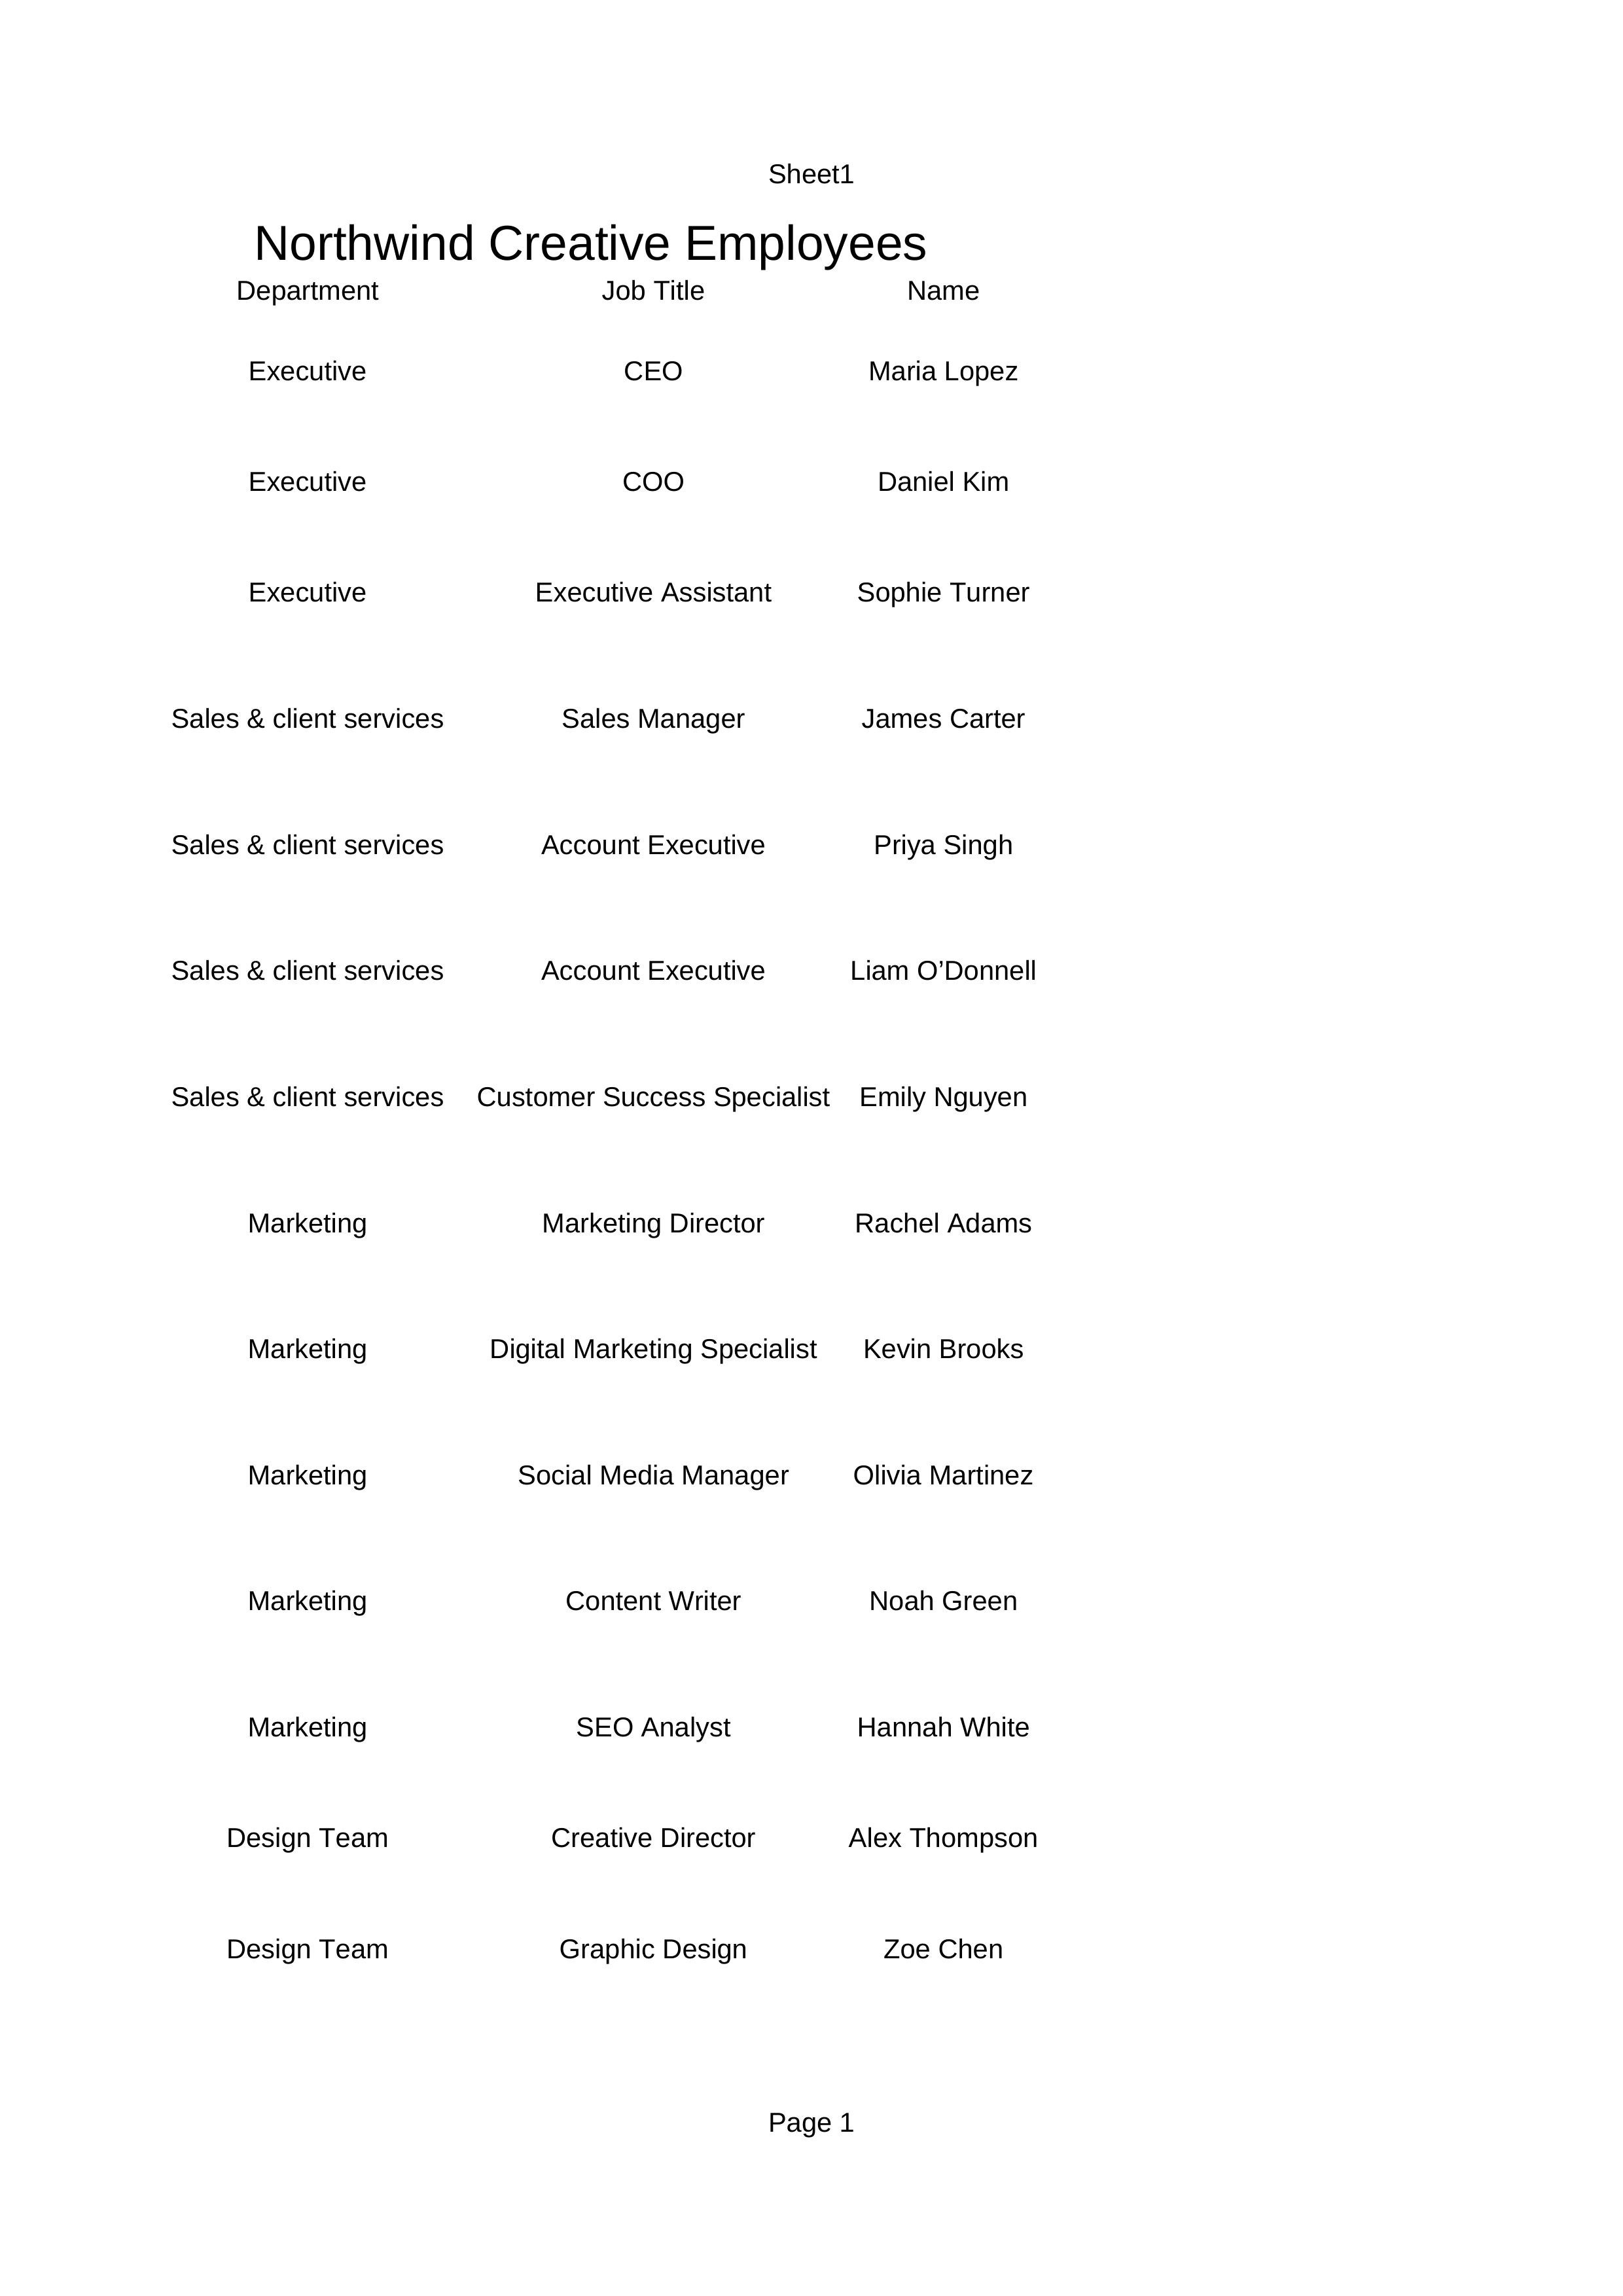 Sheet1
Northwind Creative Employees
Department Job Title Name
Executive CEO Maria Lopez
Executive COO Daniel Kim
Executive Executive Assistant Sophie Turner
Sales & client services Sales Manager James Carter
Sales & client services Account Executive Priya Singh
Sales & client services Account Executive Liam O’Donnell
Sales & client services Customer Success Specialist Emily Nguyen
Marketing Marketing Director Rachel Adams
Marketing Digital Marketing Specialist Kevin Brooks
Marketing Social Media Manager Olivia Martinez
Marketing Content Writer Noah Green
Marketing SEO Analyst Hannah White
Design Team Creative Director Alex Thompson
Design Team Graphic Design Zoe Chen
Page 1